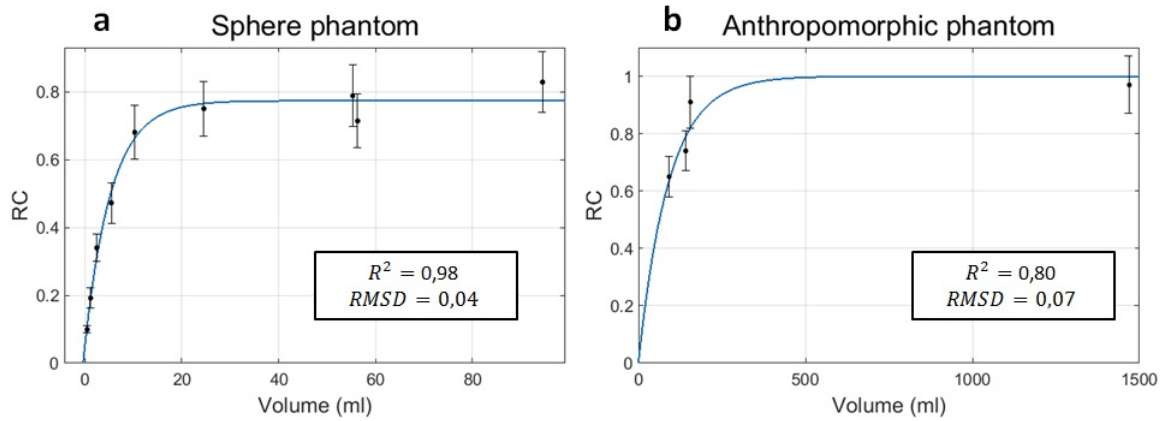 a
Sphere phantom
RC
0.8
0.6
0.4
0.2
0
0
20
40
60
80
Volume (ml)
R² = 0,98
RMSD = 0,04
b
Anthropomorphic phantom
RC
1
0.8
0.6
0.4
0.2
0
0
500
1000
1500
Volume (ml)
R² = 0,80
RMSD = 0,07